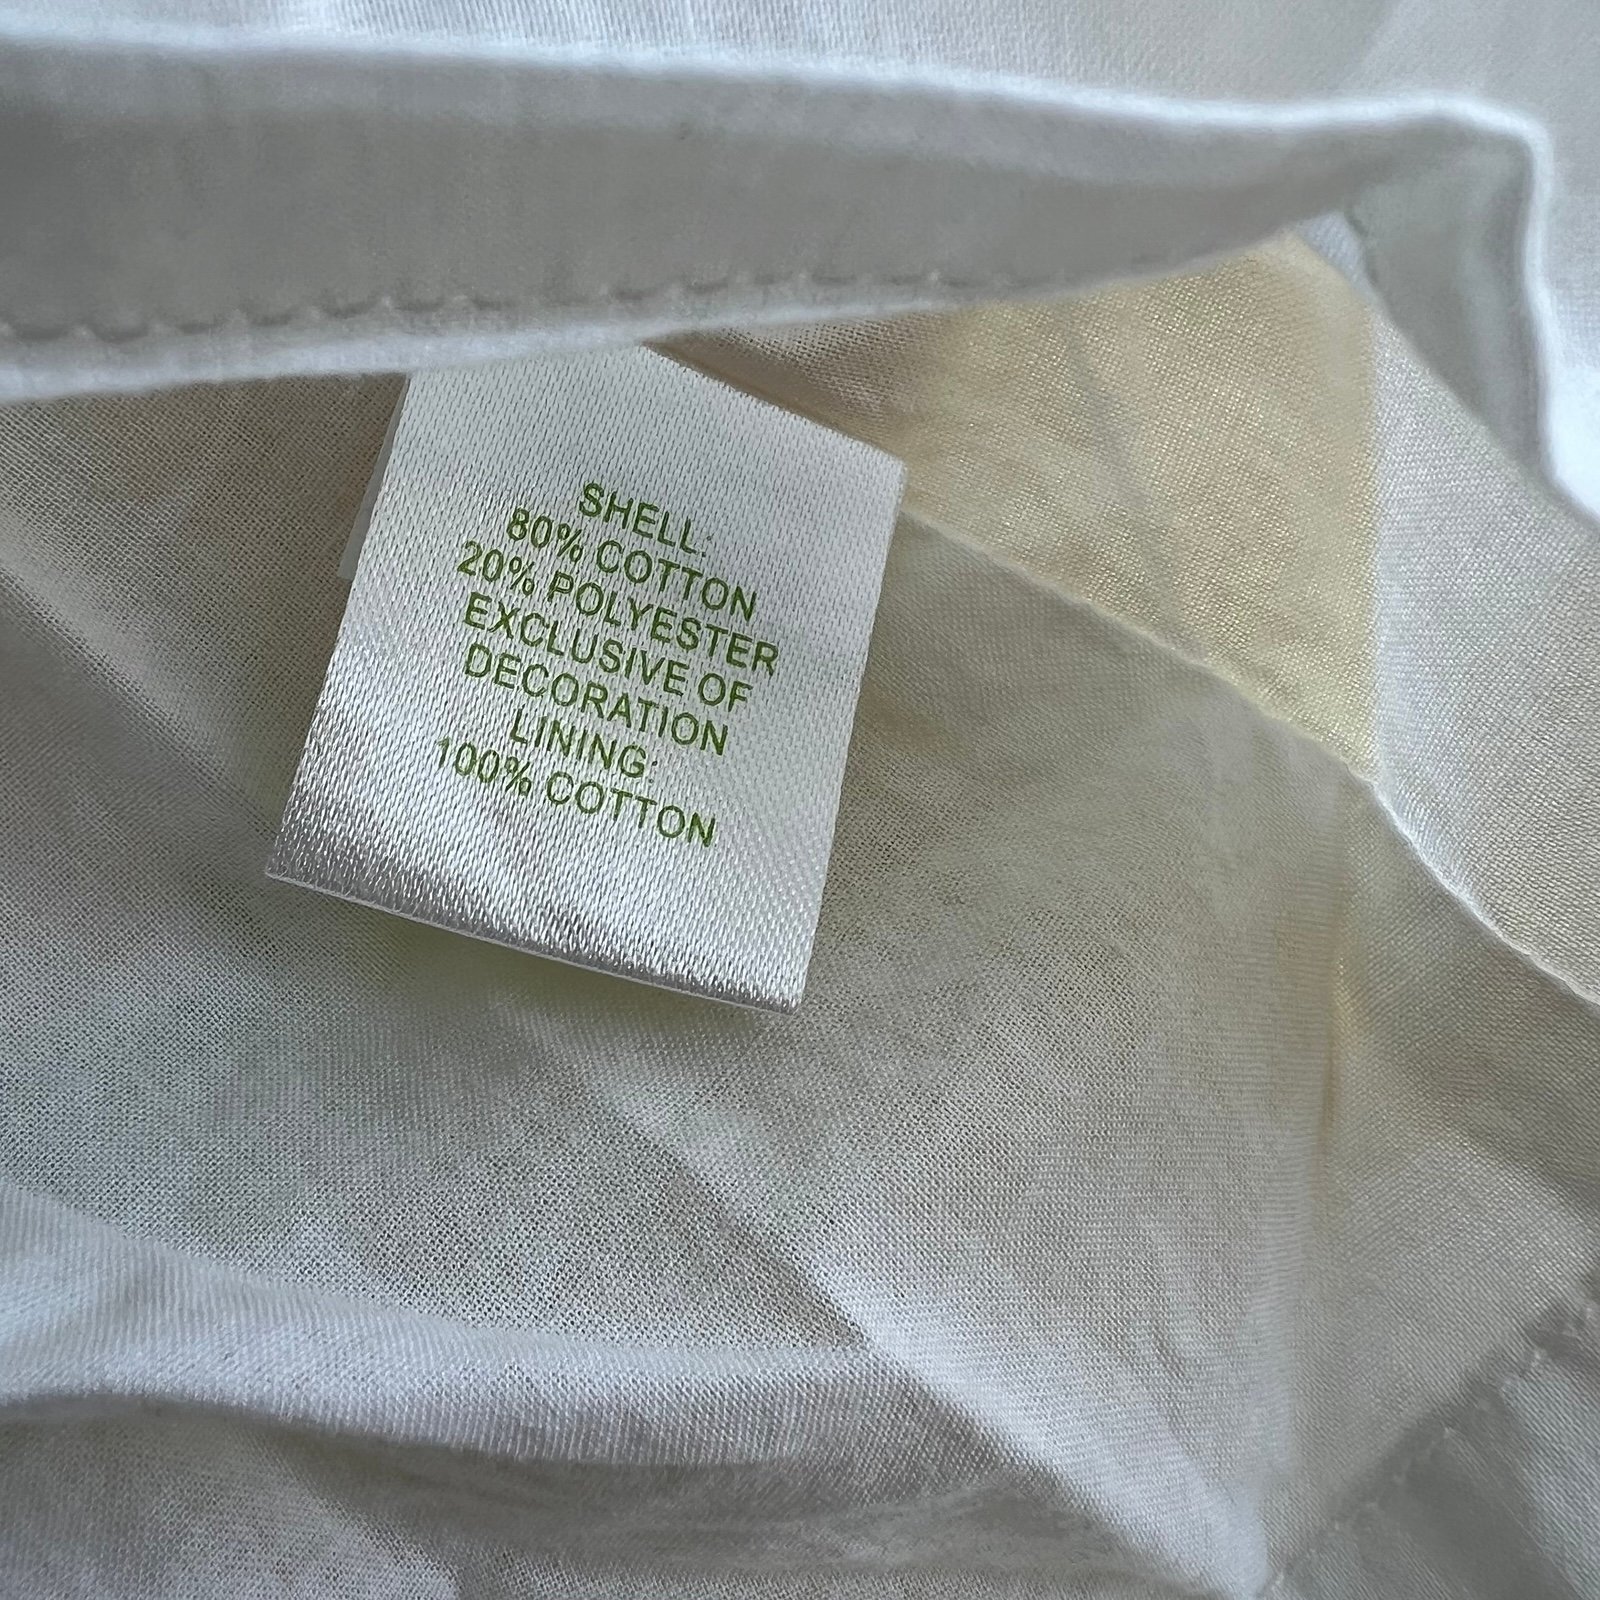 SHELL:
80% COTTON
20% POLYESTER
EXCLUSIVE OF
DECORATION
LINING:
100% COTTON